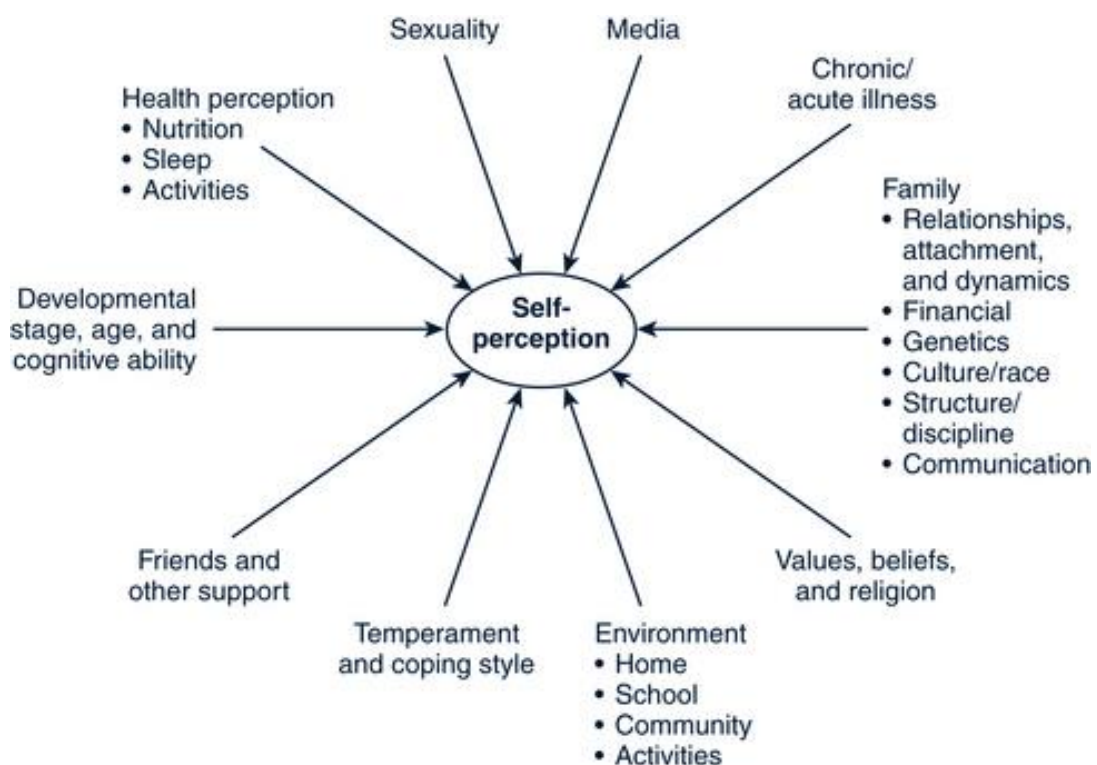 Sexuality
Media
Chronic/
acute illness
Health perception
• Nutrition
• Sleep
• Activities
Family
• Relationships,
attachment,
and dynamics
• Financial
• Genetics
• Culture/race
• Structure/
discipline
• Communication
Developmental
stage, age, and
cognitive ability
Self-
perception
Friends and
other support
Values, beliefs,
and religion
Temperament
and coping style
Environment
• Home
• School
• Community
• Activities